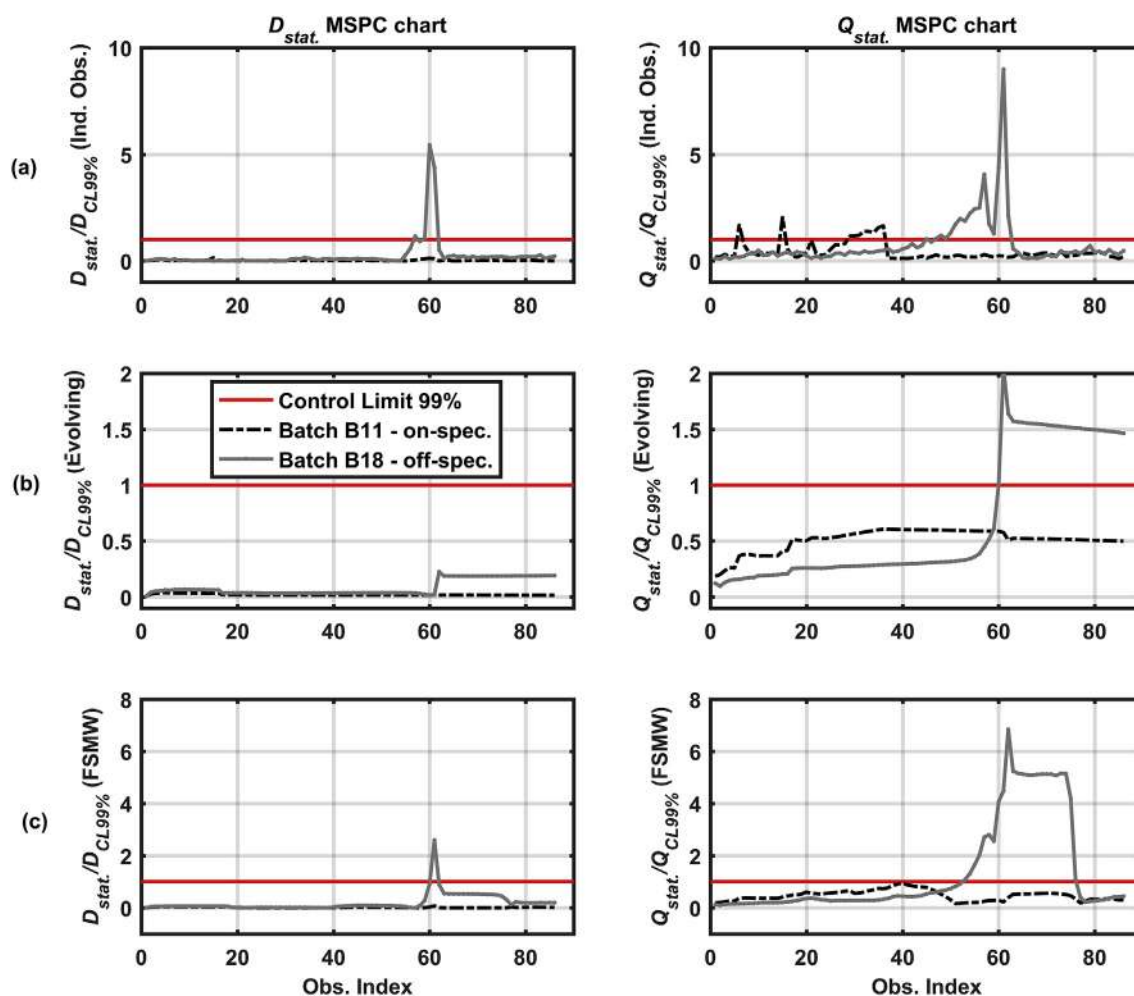 D_stat. MSPC chart
Q_stat. MSPC chart
(a)
D_stat./D_CL99% (Ind. Obs.)
10
5
0
0 20 40 60 80
Q_stat./Q_CL99% (Ind. Obs.)
10
5
0
0 20 40 60 80
(b)
D_stat./D_CL99% (Evolving)
2
1.5
1
0.5
0
0 20 40 60 80
Control Limit 99%
Batch B11 - on-spec.
Batch B18 - off-spec.
Q_stat./Q_CL99% (Evolving)
2
1.5
1
0.5
0
0 20 40 60 80
(c)
D_stat./D_CL99% (FSMW)
8
6
4
2
0
0 20 40 60 80
Obs. Index
Q_stat./Q_CL99% (FSMW)
8
6
4
2
0
0 20 40 60 80
Obs. Index